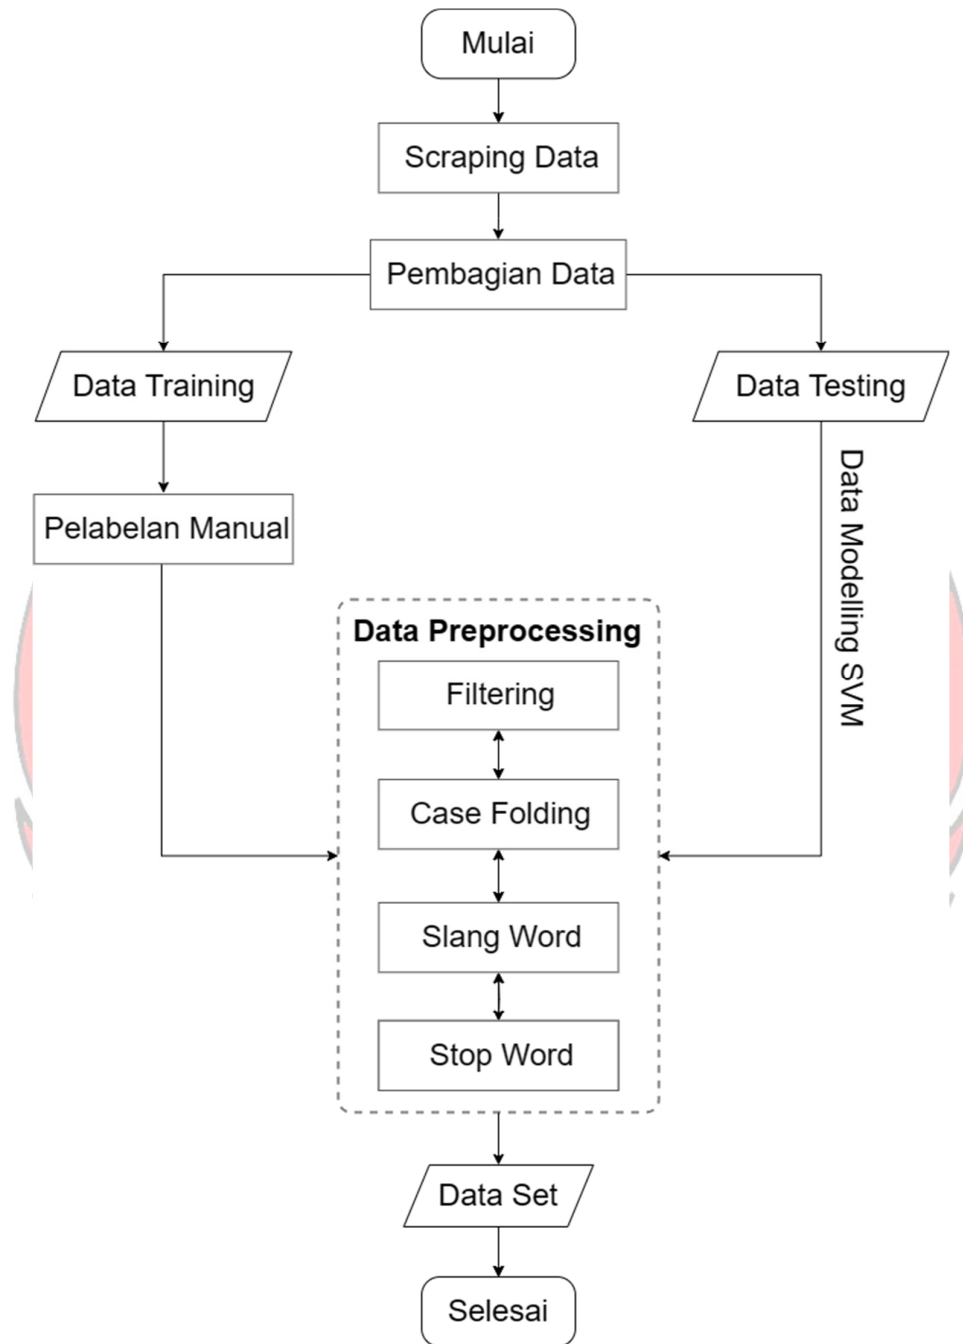 Mulai
Scraping Data
Pembagian Data
Data Training
Data Testing
Pelabelan Manual
Data Modelling SVM
Data Preprocessing
Filtering
Case Folding
Slang Word
Stop Word
Data Set
Selesai